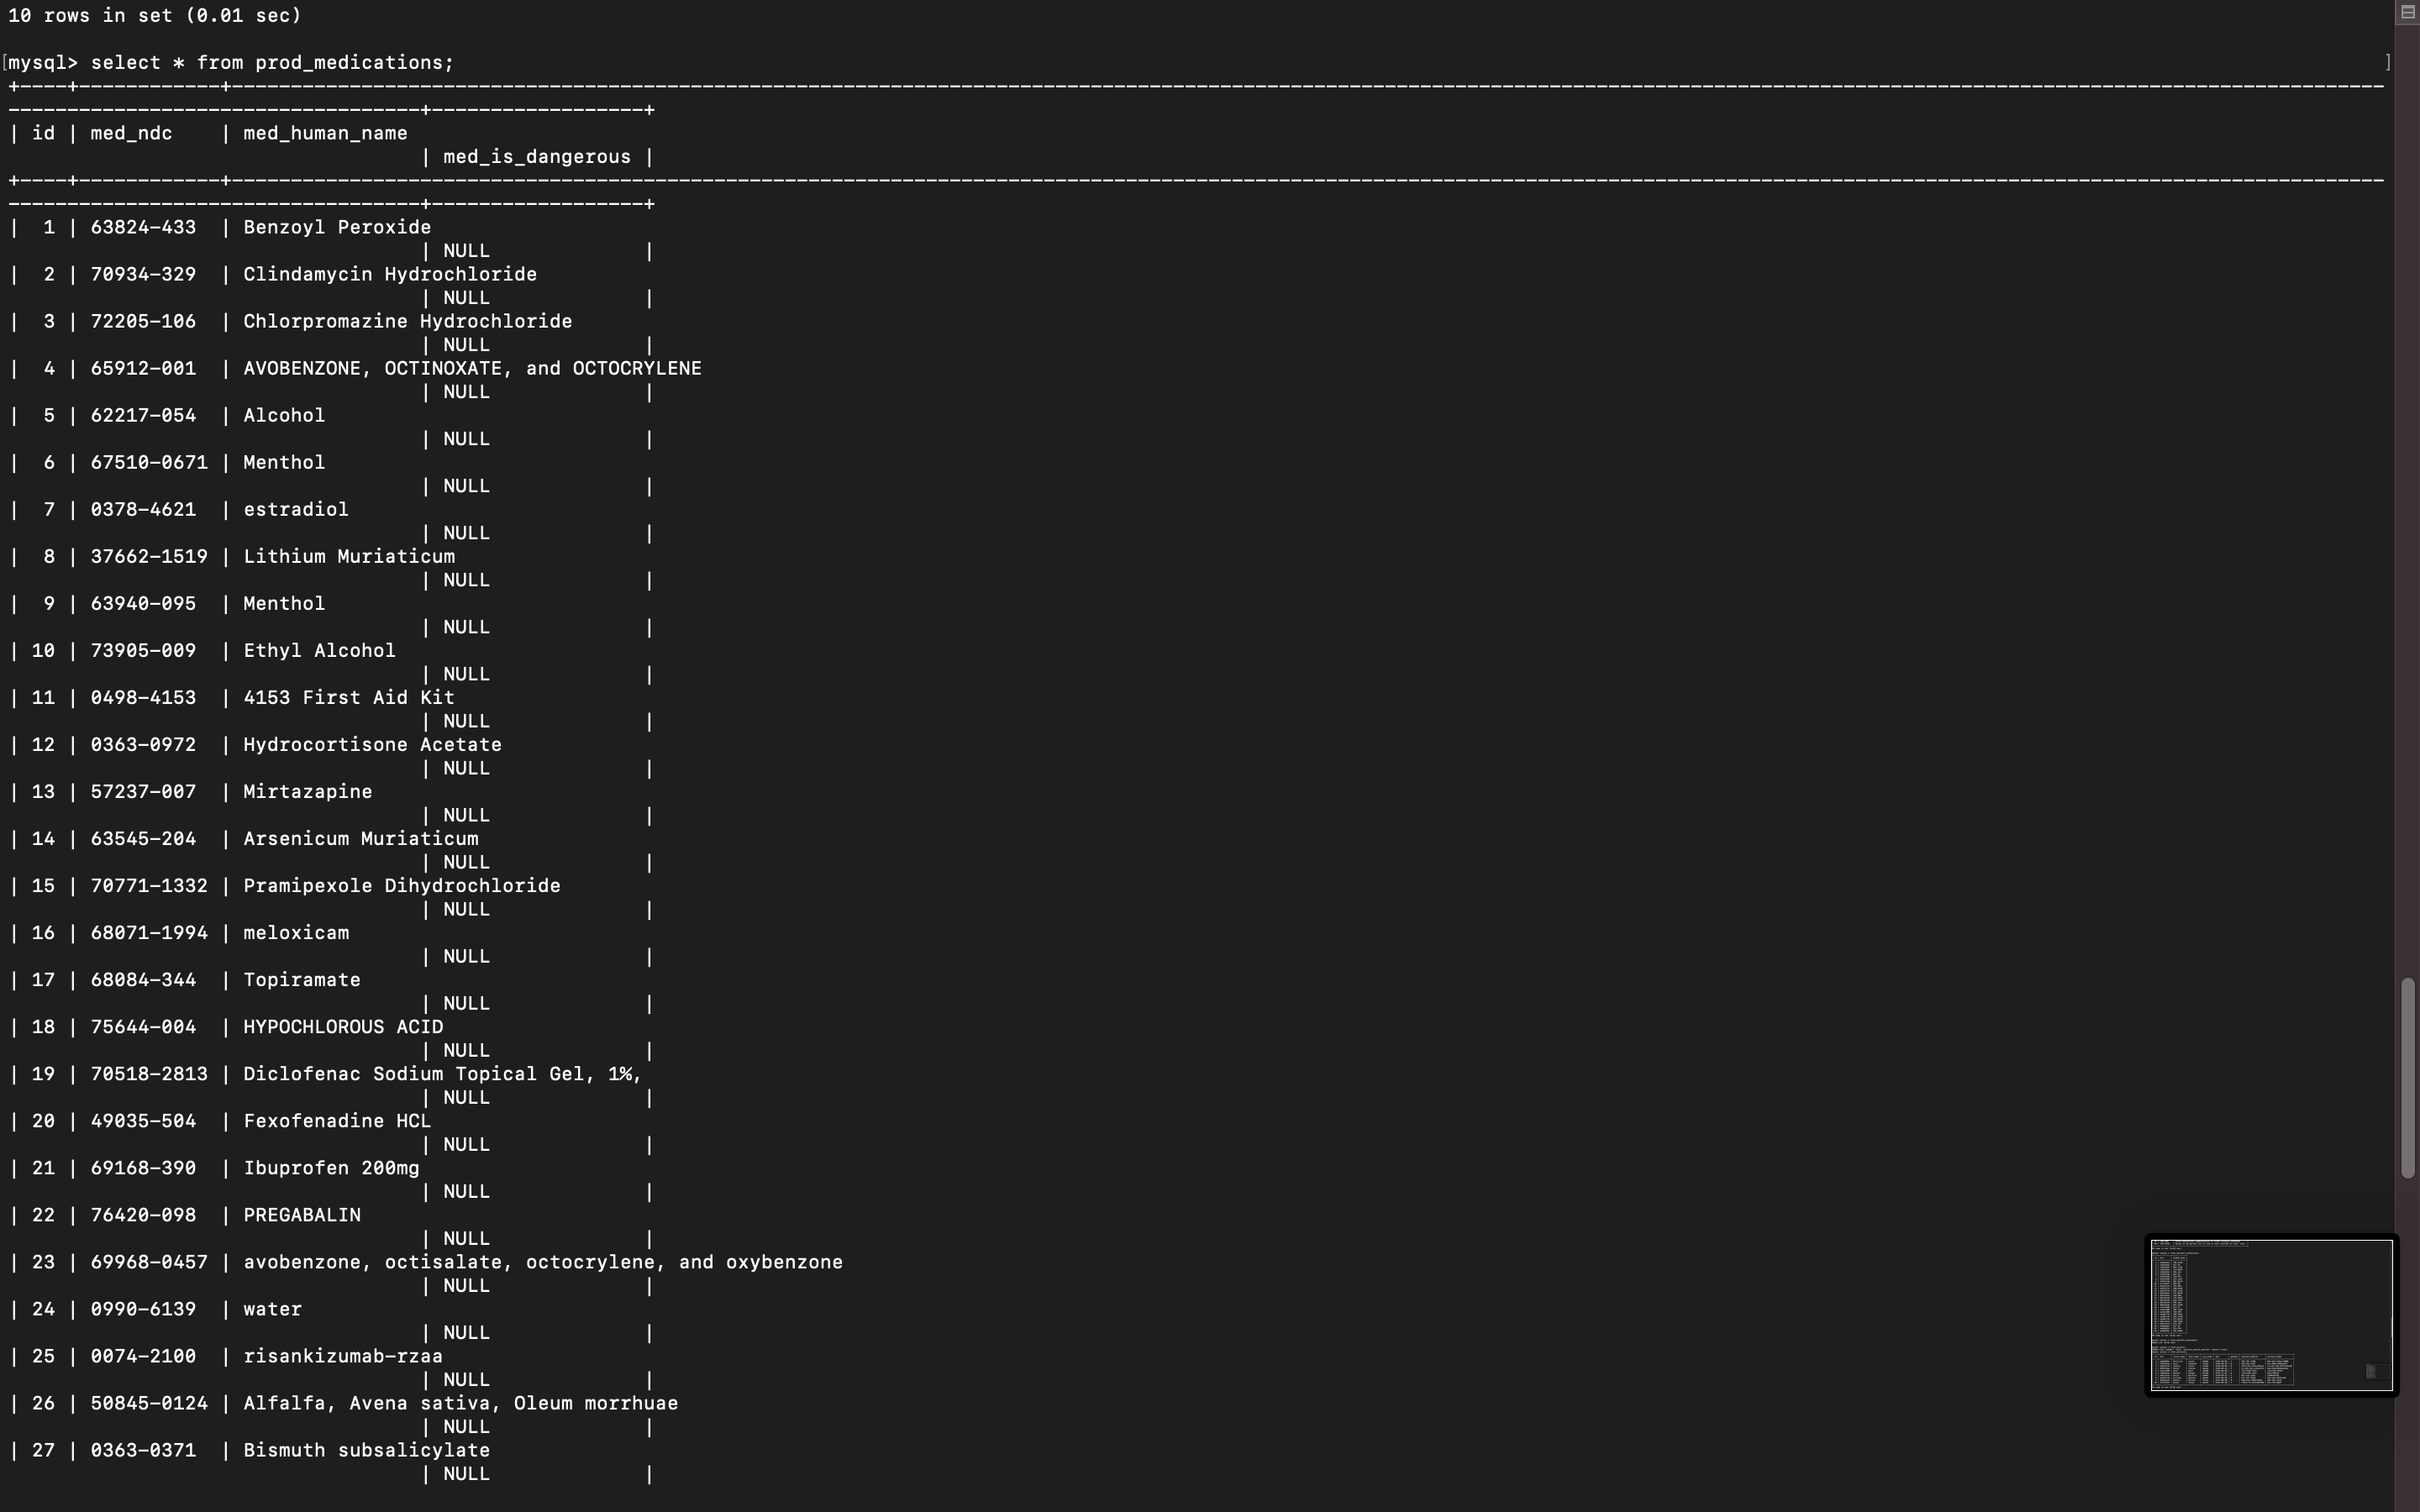 10 rows in set (0.01 sec)
[mysql> select * from prod_medications; ]
+----+------------+----------------------------------------------------------------------------------------------------------------------------------------------------------------------------------------
-----------------------------------+------------------+
| id | med_ndc    | med_human_name
                                   | med_is_dangerous |
+----+------------+----------------------------------------------------------------------------------------------------------------------------------------------------------------------------------------
-----------------------------------+------------------+
|  1 | 63824-433  | Benzoyl Peroxide
                                   | NULL             |
|  2 | 70934-329  | Clindamycin Hydrochloride
                                   | NULL             |
|  3 | 72205-106  | Chlorpromazine Hydrochloride
                                   | NULL             |
|  4 | 65912-001  | AVOBENZONE, OCTINOXATE, and OCTOCRYLENE
                                   | NULL             |
|  5 | 62217-054  | Alcohol
                                   | NULL             |
|  6 | 67510-0671 | Menthol
                                   | NULL             |
|  7 | 0378-4621  | estradiol
                                   | NULL             |
|  8 | 37662-1519 | Lithium Muriaticum
                                   | NULL             |
|  9 | 63940-095  | Menthol
                                   | NULL             |
| 10 | 73905-009  | Ethyl Alcohol
                                   | NULL             |
| 11 | 0498-4153  | 4153 First Aid Kit
                                   | NULL             |
| 12 | 0363-0972  | Hydrocortisone Acetate
                                   | NULL             |
| 13 | 57237-007  | Mirtazapine
                                   | NULL             |
| 14 | 63545-204  | Arsenicum Muriaticum
                                   | NULL             |
| 15 | 70771-1332 | Pramipexole Dihydrochloride
                                   | NULL             |
| 16 | 68071-1994 | meloxicam
                                   | NULL             |
| 17 | 68084-344  | Topiramate
                                   | NULL             |
| 18 | 75644-004  | HYPOCHLOROUS ACID
                                   | NULL             |
| 19 | 70518-2813 | Diclofenac Sodium Topical Gel, 1%,
                                   | NULL             |
| 20 | 49035-504  | Fexofenadine HCL
                                   | NULL             |
| 21 | 69168-390  | Ibuprofen 200mg
                                   | NULL             |
| 22 | 76420-098  | PREGABALIN
                                   | NULL             |
| 23 | 69968-0457 | avobenzone, octisalate, octocrylene, and oxybenzone
                                   | NULL             |
| 24 | 0990-6139  | water
                                   | NULL             |
| 25 | 0074-2100  | risankizumab-rzaa
                                   | NULL             |
| 26 | 50845-0124 | Alfalfa, Avena sativa, Oleum morrhuae
                                   | NULL             |
| 27 | 0363-0371  | Bismuth subsalicylate
                                   | NULL             |